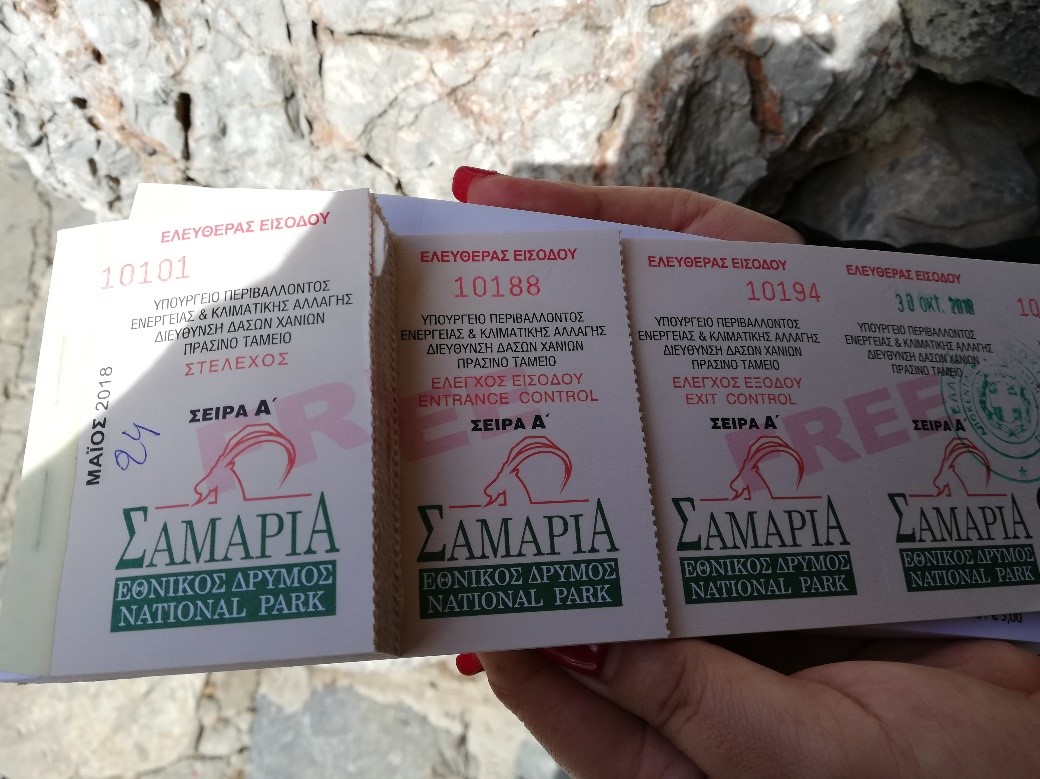 ΕΛΕΥΘΕΡΑΣ ΕΙΣΟΔΟΥ
10101
ΥΠΟΥΡΓΕΙΟ ΠΕΡΙΒΑΛΛΟΝΤΟΣ
ΕΝΕΡΓΕΙΑΣ & ΚΛΙΜΑΤΙΚΗΣ ΑΛΛΑΓΗΣ
ΔΙΕΥΘΥΝΣΗ ΔΑΣΩΝ ΧΑΝΙΩΝ
ΠΡΑΣΙΝΟ ΤΑΜΕΙΟ
ΣΤΕΛΕΧΟΣ
ΜΑΪΟΣ 2018
24
FREE
ΣΕΙΡΑ Α΄
ΣΑΜΑΡΙΑ
ΕΘΝΙΚΟΣ ΔΡΥΜΟΣ
NATIONAL PARK
ΕΛΕΥΘΕΡΑΣ ΕΙΣΟΔΟΥ
10188
ΥΠΟΥΡΓΕΙΟ ΠΕΡΙΒΑΛΛΟΝΤΟΣ
ΕΝΕΡΓΕΙΑΣ & ΚΛΙΜΑΤΙΚΗΣ ΑΛΛΑΓΗΣ
ΔΙΕΥΘΥΝΣΗ ΔΑΣΩΝ ΧΑΝΙΩΝ
ΠΡΑΣΙΝΟ ΤΑΜΕΙΟ
ΕΛΕΓΧΟΣ ΕΙΣΟΔΟΥ
ENTRANCE CONTROL
ΣΕΙΡΑ Α΄
ΣΑΜΑΡΙΑ
ΕΘΝΙΚΟΣ ΔΡΥΜΟΣ
NATIONAL PARK
ΕΛΕΥΘΕΡΑΣ ΕΙΣΟΔΟΥ
10194
ΥΠΟΥΡΓΕΙΟ ΠΕΡΙΒΑΛΛΟΝΤΟΣ
ΕΝΕΡΓΕΙΑΣ & ΚΛΙΜΑΤΙΚΗΣ ΑΛΛΑΓΗΣ
ΔΙΕΥΘΥΝΣΗ ΔΑΣΩΝ ΧΑΝΙΩΝ
ΠΡΑΣΙΝΟ ΤΑΜΕΙΟ
ΕΛΕΓΧΟΣ ΕΞΟΔΟΥ
EXIT CONTROL
FREE
ΣΕΙΡΑ Α΄
ΣΑΜΑΡΙΑ
ΕΘΝΙΚΟΣ ΔΡΥΜΟΣ
NATIONAL PARK
ΕΛΕΥΘΕΡΑΣ ΕΙΣΟΔΟΥ
30 ΟΚΤ. 2018
ΥΠΟΥΡΓΕΙΟ ΠΕΡΙΒΑΛΛΟΝΤΟΣ
ΕΝΕΡΓΕΙΑΣ & ΚΛΙΜΑΤΙΚΗΣ ΑΛΛΑΓΗΣ
ΔΙΕΥΘΥΝΣΗ ΔΑΣΩΝ ΧΑΝΙΩΝ
ΠΡΑΣΙΝΟ ΤΑΜΕΙΟ
ΣΕΙΡΑ Α΄
ΣΑΜΑΡΙΑ
ΕΘΝΙΚΟΣ ΔΡΥΜΟΣ
NATIONAL PARK